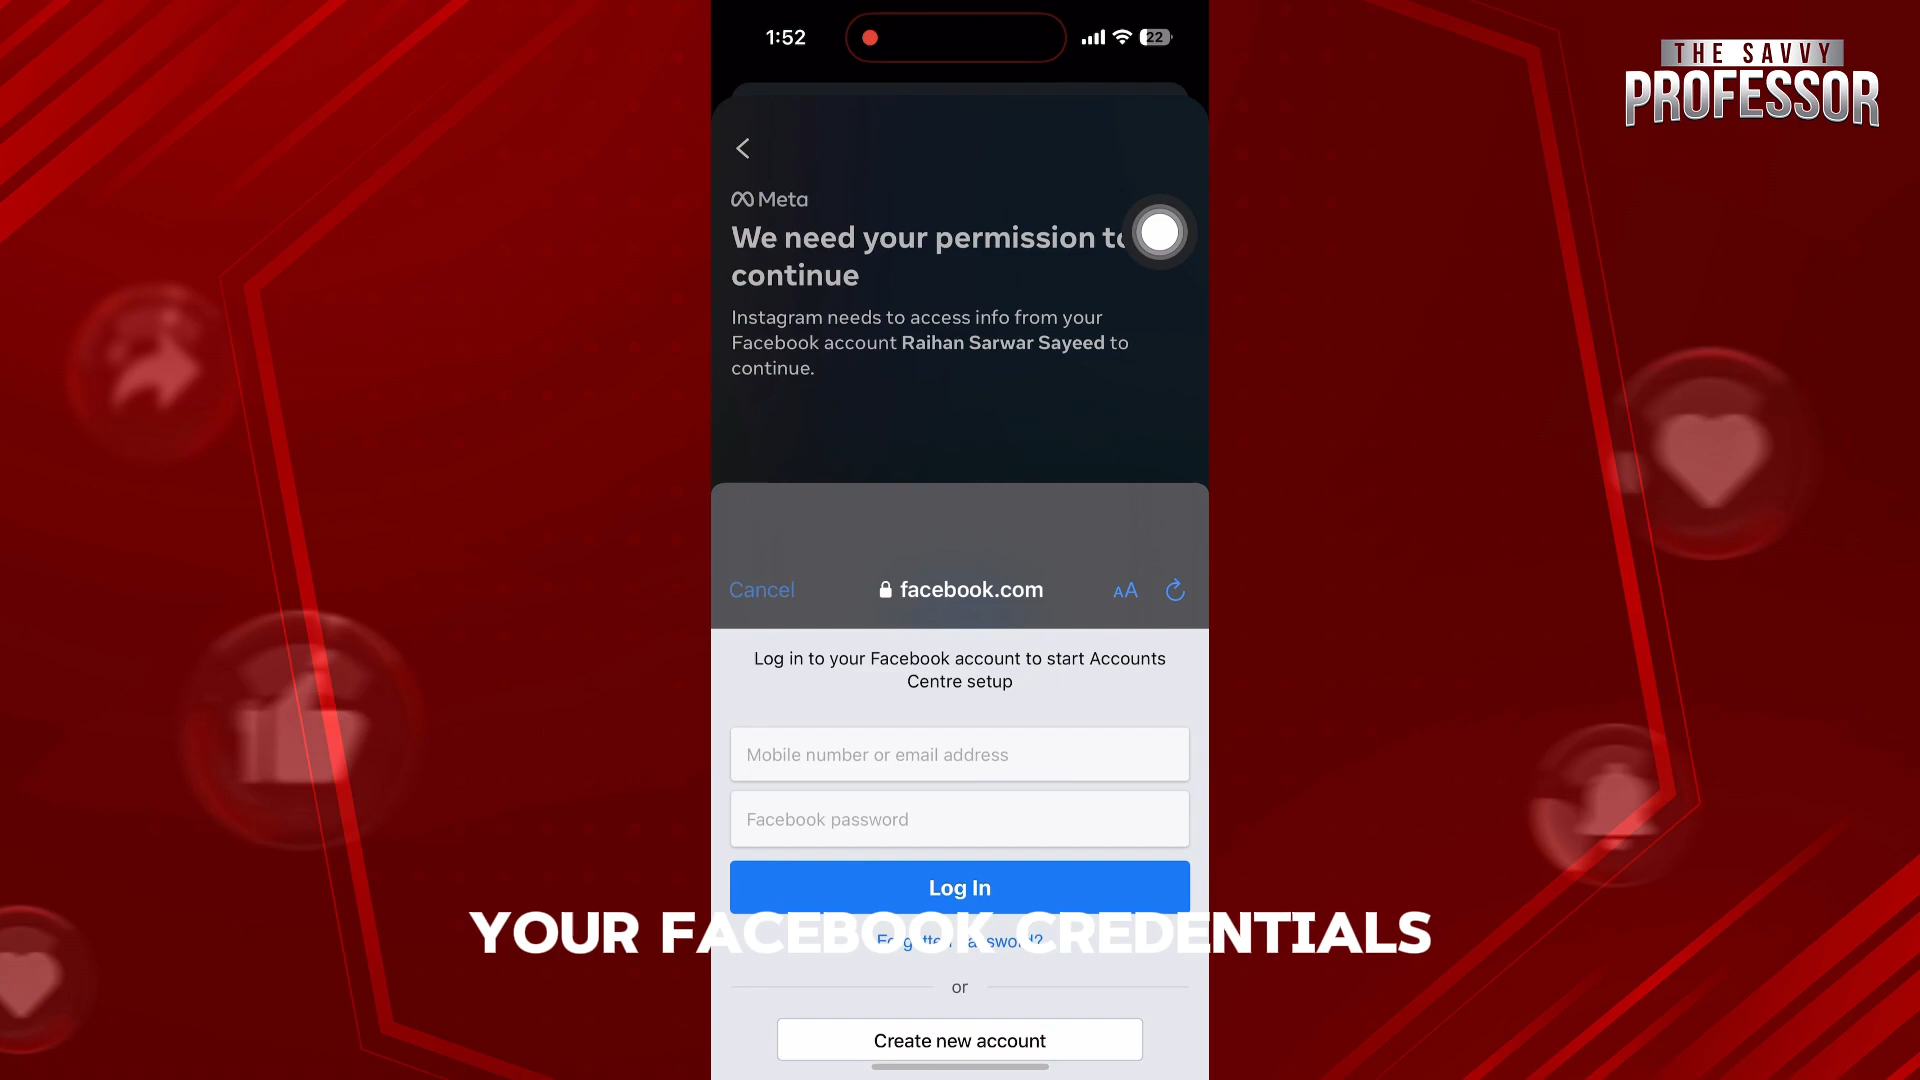 1:52
22
THE SAVVY
PROFESSOR
Meta
We need your permission to
continue
Instagram needs to access info from your
Facebook account Raihan Sarwar Sayeed to
continue.
Cancel
facebook.com
AA
Log in to your Facebook account to start Accounts
Centre setup
Mobile number or email address
Facebook password
Log In
YOUR FACEBOOK CREDENTIALS
Forgotten password?
or
Create new account